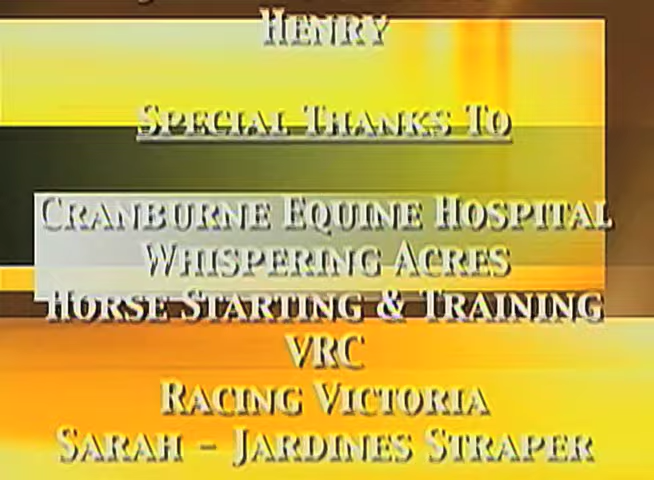 HENRY
SPECIAL THANKS TO
CRANBURNE EQUINE HOSPITAL
WHISPERING ACRES
HORSE STARTING & TRAINING
VRC
RACING VICTORIA
SARAH - JARDINES STRAPER